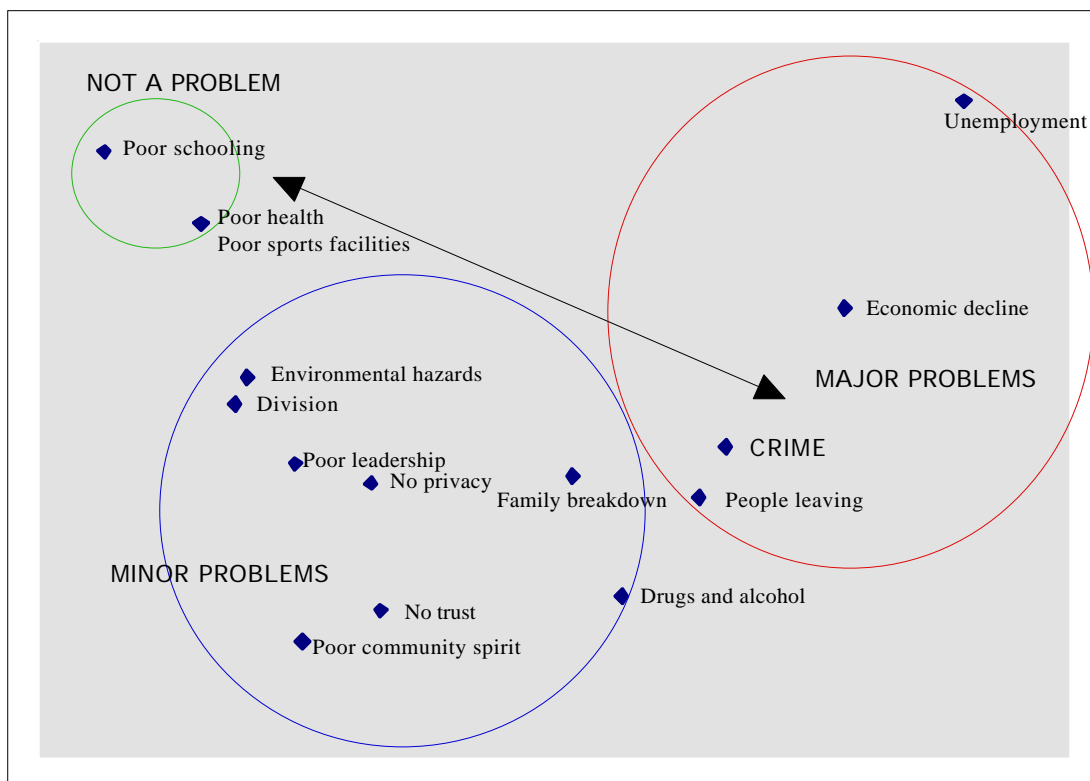 NOT A PROBLEM
Unemployment
Poor schooling
Poor health
Poor sports facilities
Economic decline
Environmental hazards
MAJOR PROBLEMS
Division
CRIME
Poor leadership
No privacy
Family breakdown
People leaving
MINOR PROBLEMS
Drugs and alcohol
No trust
Poor community spirit